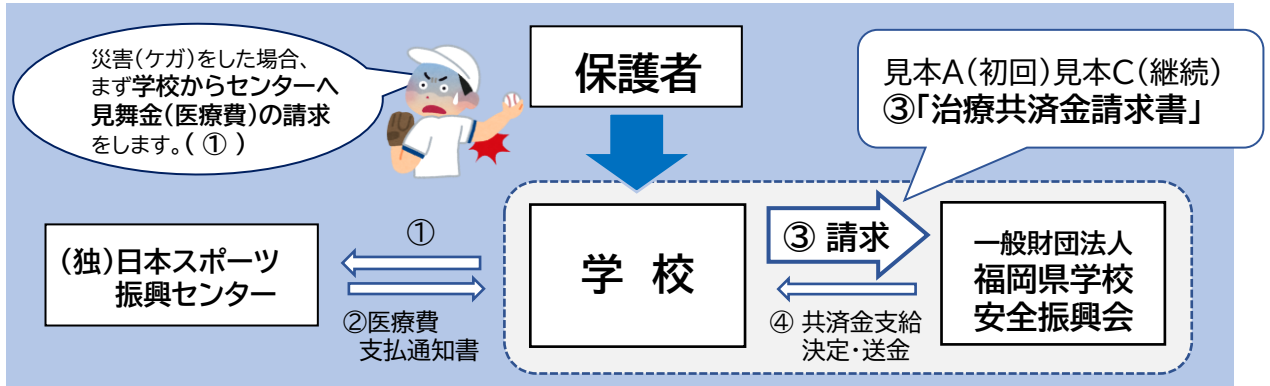 災害(ケガ)をした場合、
まず学校からセンターへ
見舞金(医療費)の請求
をします。( ① )
保護者
見本A(初回)見本C(継続)
③「治療共済金請求書」
(独)日本スポーツ
振興センター
①
②医療費
支払通知書
学 校
③ 請求
④ 共済金支給
決定・送金
一般財団法人
福岡県学校
安全振興会